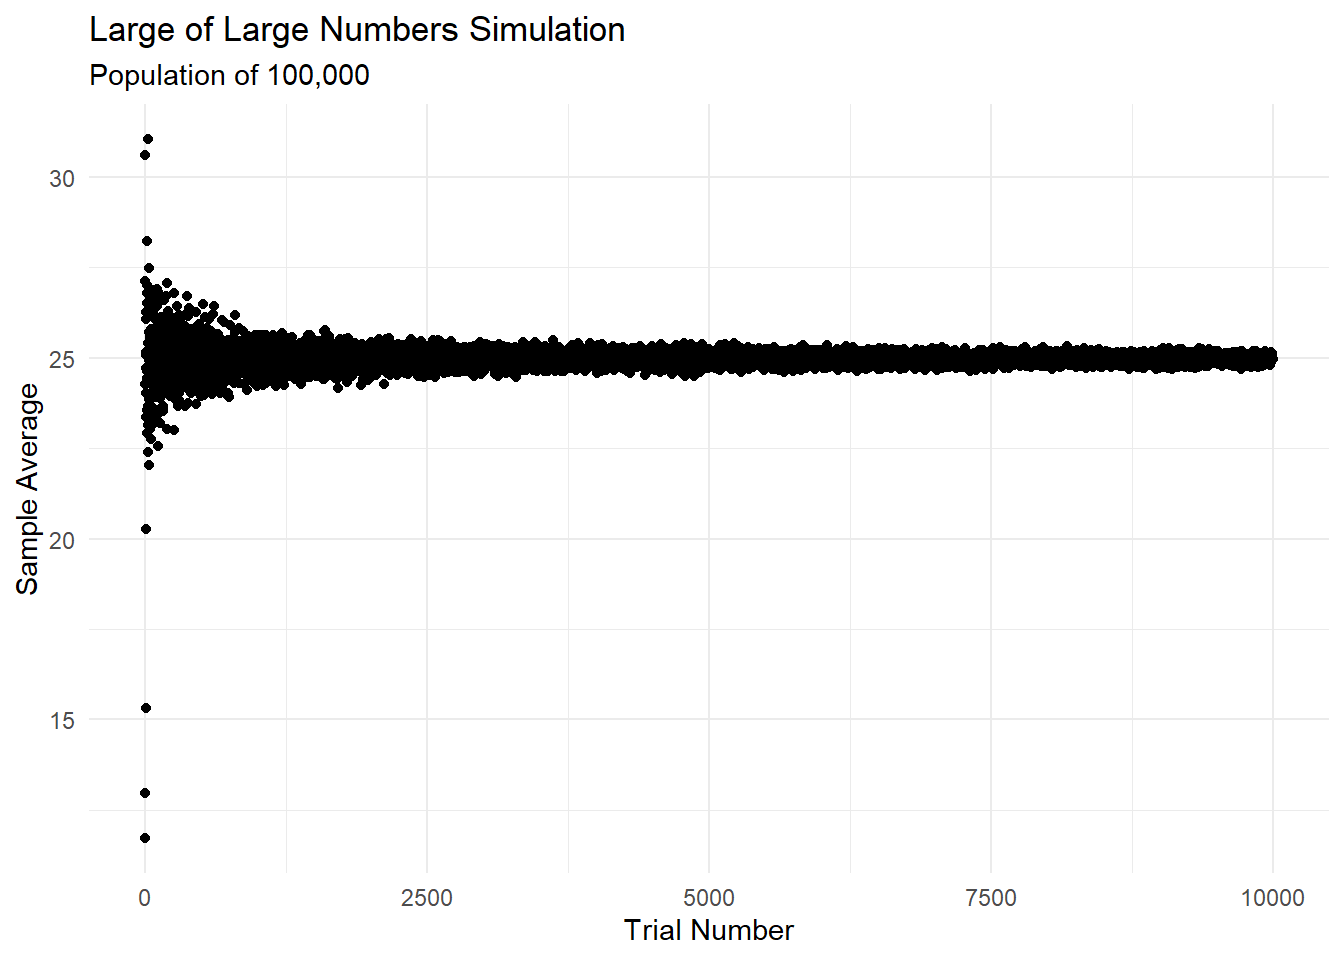 Large of Large Numbers Simulation
Population of 100,000
Sample Average
30
25
20
15
0 2500 5000 7500 10000
Trial Number